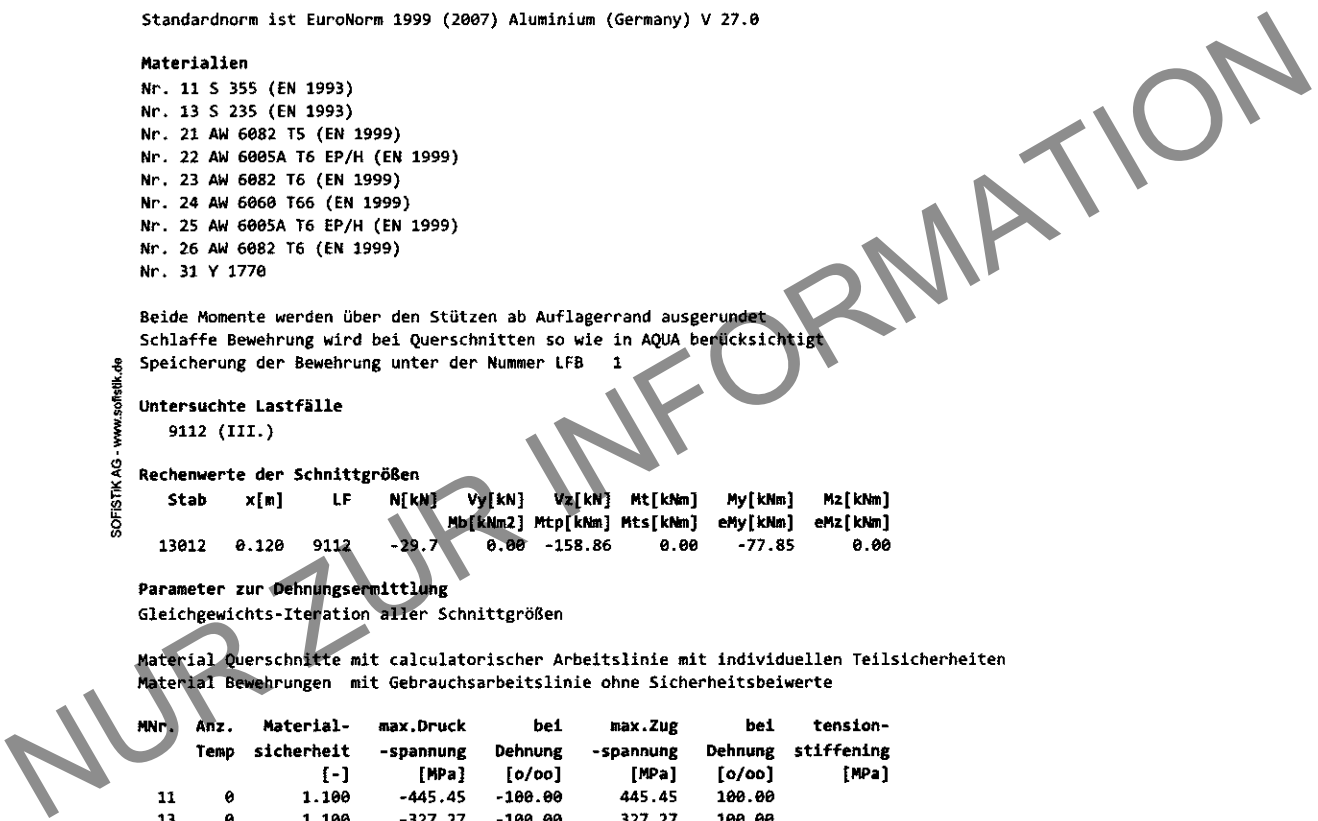 Standardnorm ist EuroNorm 1999 (2007) Aluminium (Germany) V 27.0
Materialien
Nr. 11 S 355 (EN 1993)
Nr. 13 S 235 (EN 1993)
Nr. 21 AW 6082 T5 (EN 1999)
Nr. 22 AW 6005A T6 EP/H (EN 1999)
Nr. 23 AW 6082 T6 (EN 1999)
Nr. 24 AW 6060 T66 (EN 1999)
Nr. 25 AW 6005A T6 EP/H (EN 1999)
Nr. 26 AW 6082 T6 (EN 1999)
Nr. 31 Y 1770
Beide Momente werden über den Stützen ab Auflagerrand ausgerundet
Schlaffe Bewehrung wird bei Querschnitten so wie in AQUA berücksichtigt
Speicherung der Bewehrung unter der Nummer LFB 1
Untersuchte Lastfälle
9112 (III.)
Rechenwerte der Schnittgrößen
Stab x[m] LF N[kN] Vy[kN] Vz[kN] Mt[kNm] My[kNm] Mz[kNm]
Mb[kNm2] Mtp[kNm] Mts[kNm] eMy[kNm] eMz[kNm]
13012 0.120 9112 -29.7 0.00 -158.86 0.00 -77.85 0.00
Parameter zur Dehnungsermittlung
Gleichgewichts-Iteration aller Schnittgrößen
Material Querschnitte mit calculatorischer Arbeitslinie mit individuellen Teilsicherheiten
Material Bewehrungen mit Gebrauchsarbeitslinie ohne Sicherheitsbeiwerte
MNr. Anz. Material- max.Druck bei max.Zug bei tension-
Temp sicherheit -spannung Dehnung -spannung Dehnung stiffening
[-] [MPa] [o/oo] [MPa] [o/oo] [MPa]
11 0 1.100 -445.45 -100.00 445.45 100.00
13 0 1.100 -327.27 -100.00 327.27 100.00
SOFiSTiK AG - www.sofistik.de
NUR ZUR INFORMATION